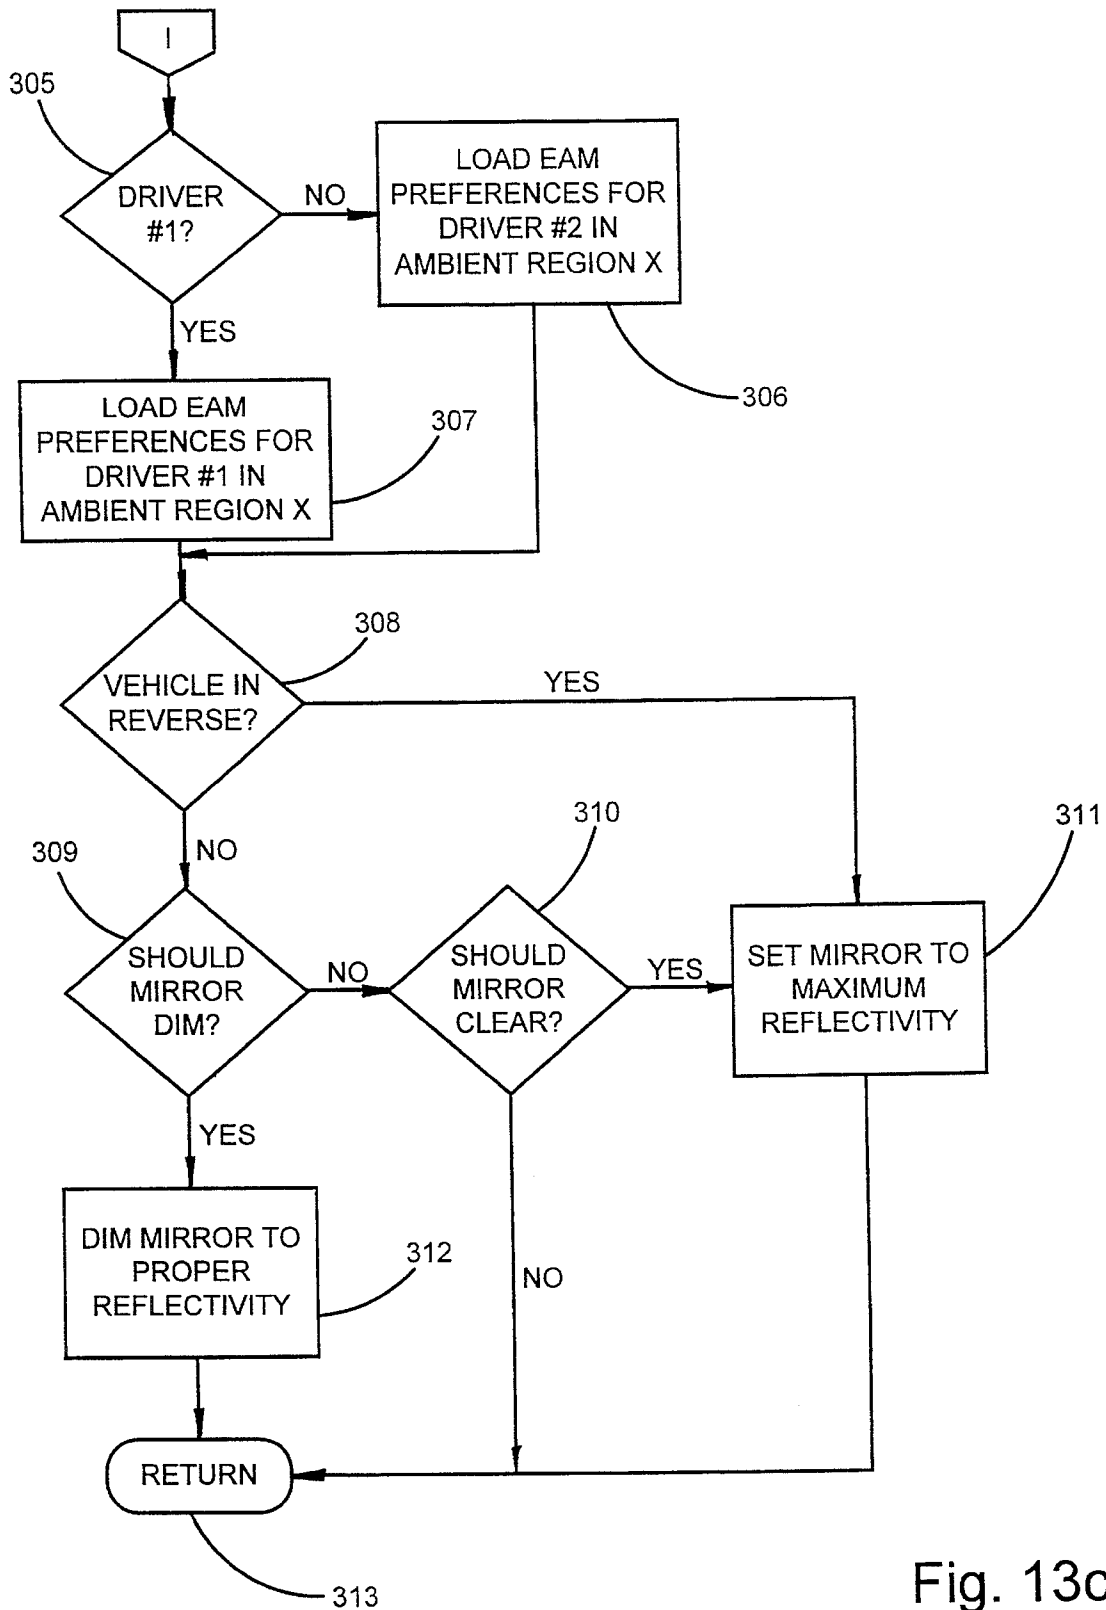 I
305
DRIVER
#1?
NO
LOAD EAM
PREFERENCES FOR
DRIVER #2 IN
AMBIENT REGION X
YES
306
LOAD EAM
PREFERENCES FOR
DRIVER #1 IN
AMBIENT REGION X
307
308
VEHICLE IN
REVERSE?
YES
NO
309
310
311
SHOULD
MIRROR
DIM?
NO
SHOULD
MIRROR
CLEAR?
YES
SET MIRROR TO
MAXIMUM
REFLECTIVITY
YES
DIM MIRROR TO
PROPER
REFLECTIVITY
312
NO
RETURN
313
Fig. 13c